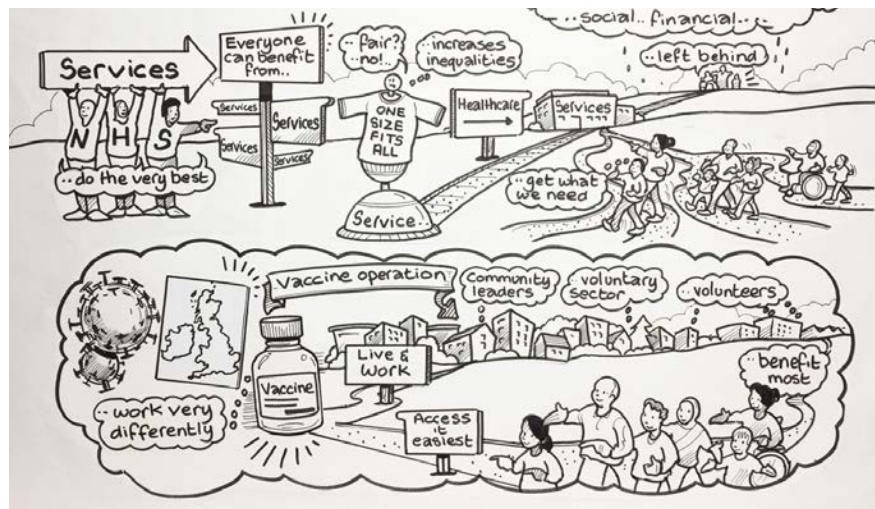 ..social..financial..
Services
Everyone
can benefit
from..
..fair?
no!..
increases
inequalities
..left behind
Services
Services
Services
Services
ONE
SIZE
FITS
ALL
Healthcare
Services
N H S
..do the very best
..get what
we need
Service
Vaccine operation
Community
leaders
..voluntary
sector
..volunteers
Live &
Work
..benefit
most
Vaccine
..work very
differently
Access
it
easiest